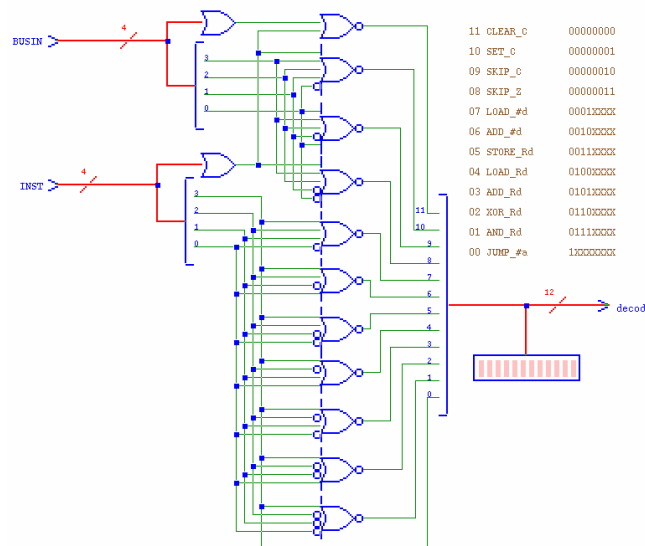 BUSIN
4
3
2
1
0
INST
4
3
2
1
0
11 CLEAR_C 00000000
10 SET_C 00000001
09 SKIP_C 00000010
08 SKIP_Z 00000011
07 LOAD_#d 0001XXXX
06 ADD_#d 0010XXXX
05 STORE_Rd 0011XXXX
04 LOAD_Rd 0100XXXX
03 ADD_Rd 0101XXXX
02 XOR_Rd 0110XXXX
01 AND_Rd 0111XXXX
00 JUMP_#a 1XXXXXXX
11
10
9
8
7
6
5
4
3
2
1
0
12
decod